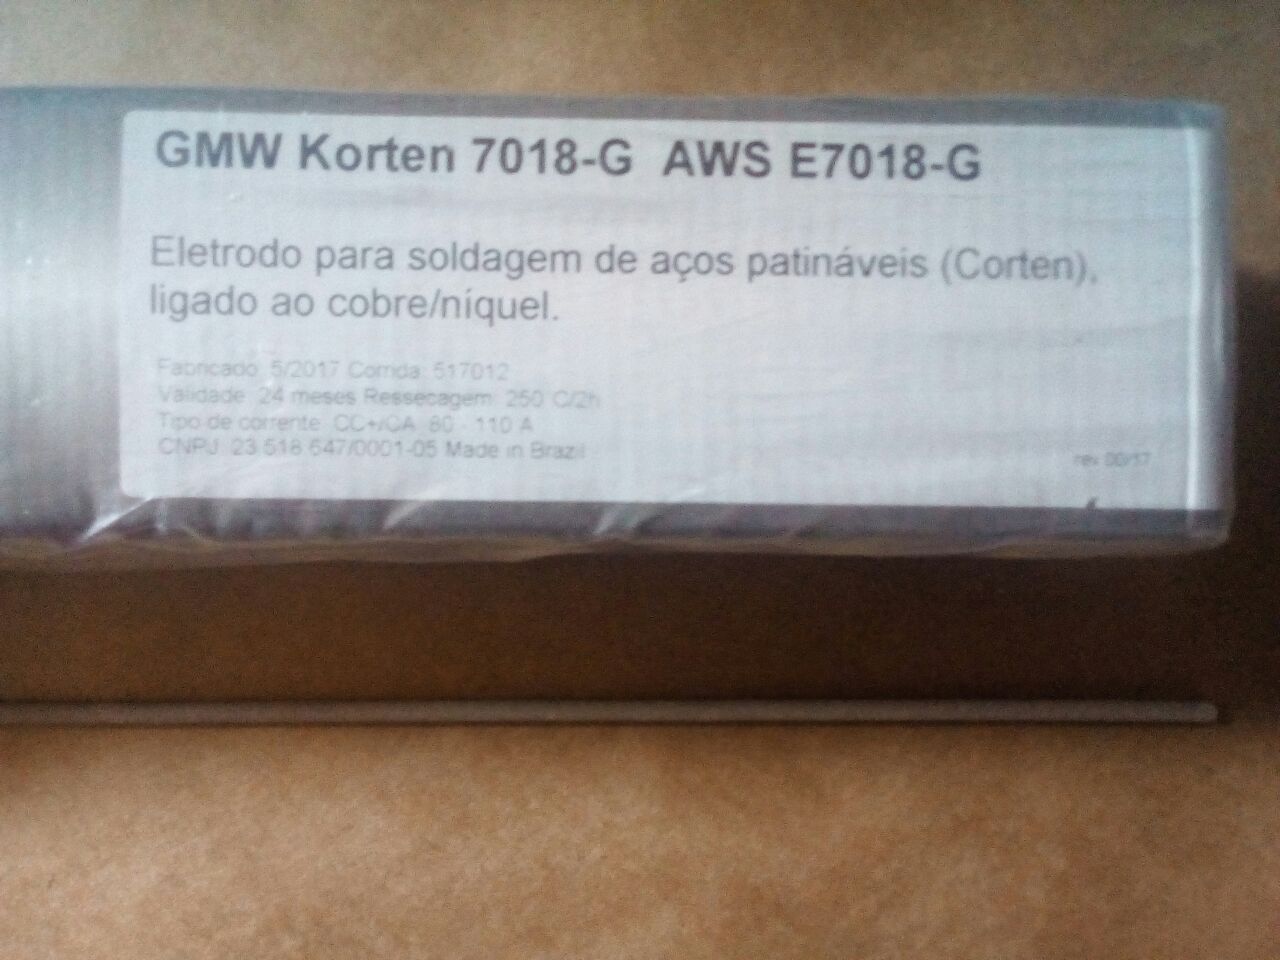 GMW Korten 7018-G AWS E7018-G
Eletrodo para soldagem de aços patináveis (Corten),
ligado ao cobre/níquel.
Fabricado: 5/2017 Corrida: 517012
Validade: 24 meses Ressecagem: 250°C/2h
Tipo de corrente: CC+/CA 80 - 110 A
CNPJ: 23.518.647/0001-05 Made in Brazil
rev 00/17